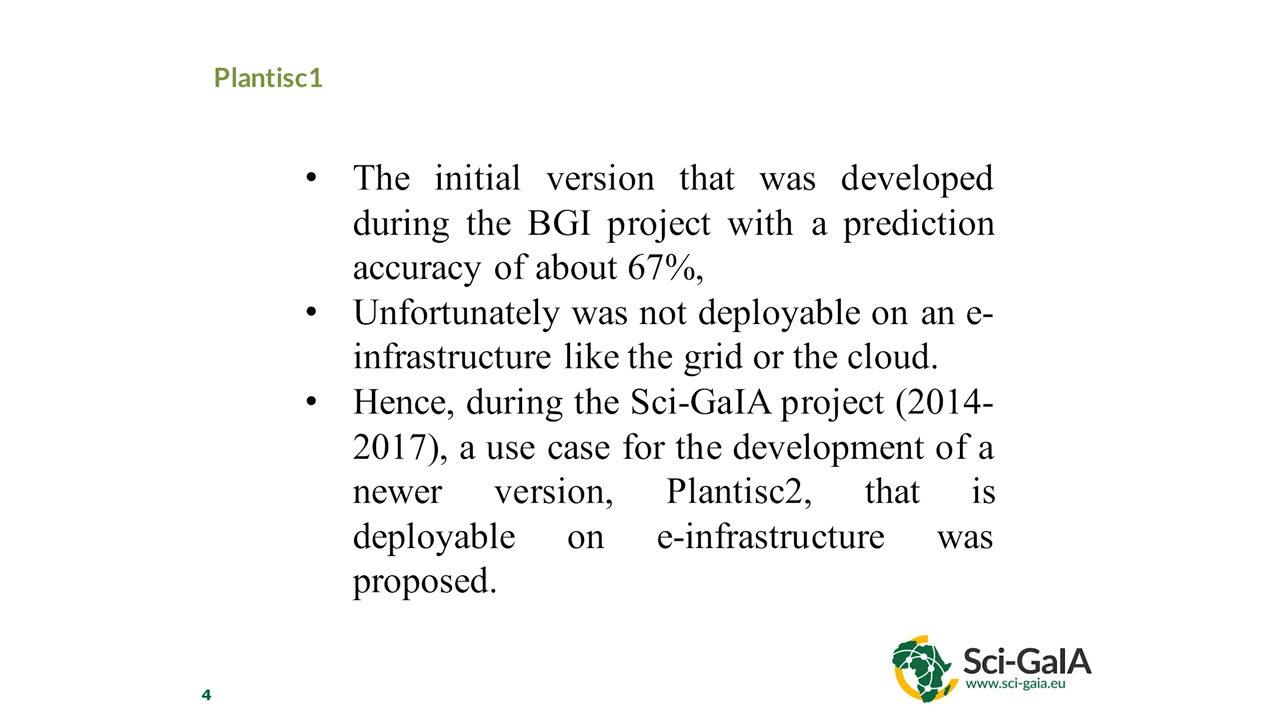 Plantisc1
• The initial version that was developed
during the BGI project with a prediction
accuracy of about 67%,
• Unfortunately was not deployable on an e-
infrastructure like the grid or the cloud.
• Hence, during the Sci-GaIA project (2014-
2017), a use case for the development of a
newer version, Plantisc2, that is
deployable on e-infrastructure was
proposed.
Sci-GaIA
www.sci-gaia.eu
4